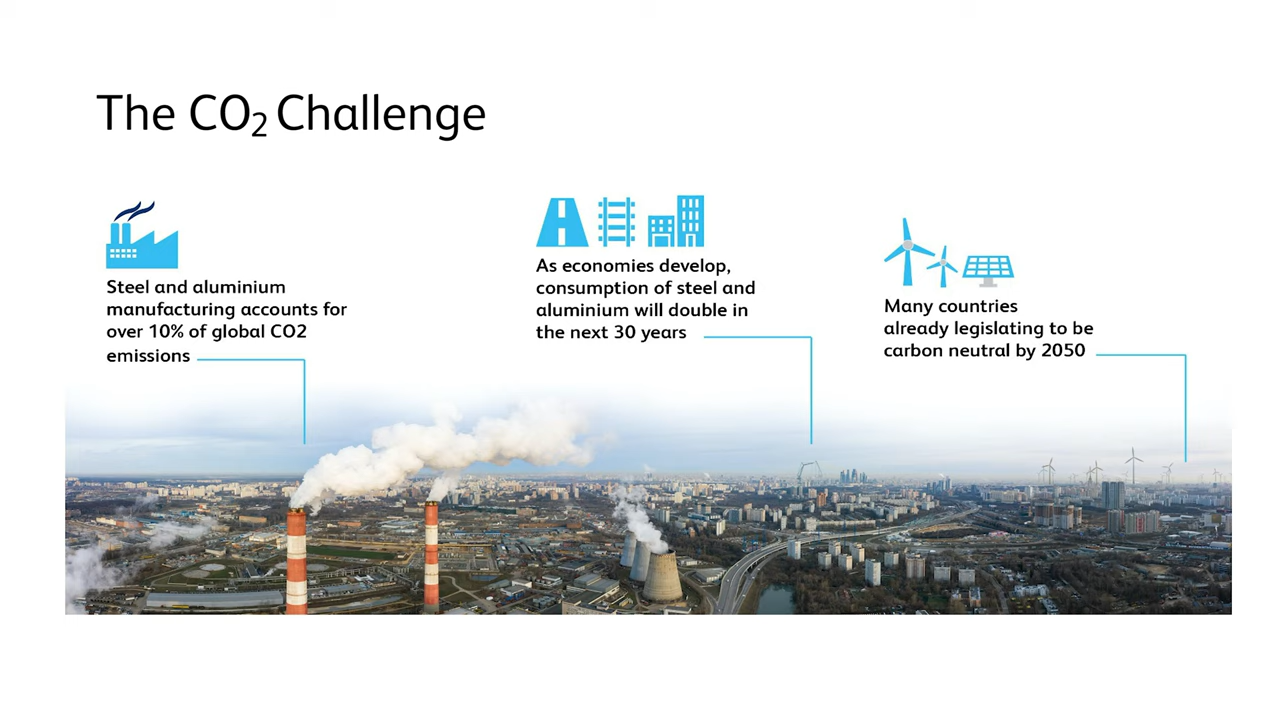 The CO₂ Challenge
Steel and aluminium
manufacturing accounts for
over 10% of global CO2
emissions
As economies develop,
consumption of steel and
aluminium will double in
the next 30 years
Many countries
already legislating to be
carbon neutral by 2050